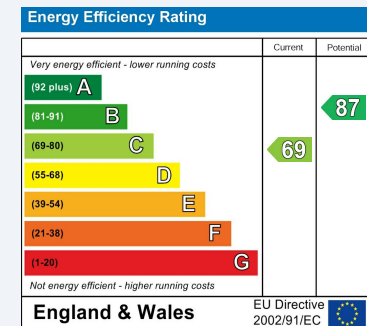 Energy Efficiency Rating
Current Potential
Very energy efficient - lower running costs
(92 plus) A
(81-91) B
87
(69-80) C
69
(55-68) D
(39-54) E
(21-38) F
(1-20) G
Not energy efficient - higher running costs
England & Wales
EU Directive
2002/91/EC